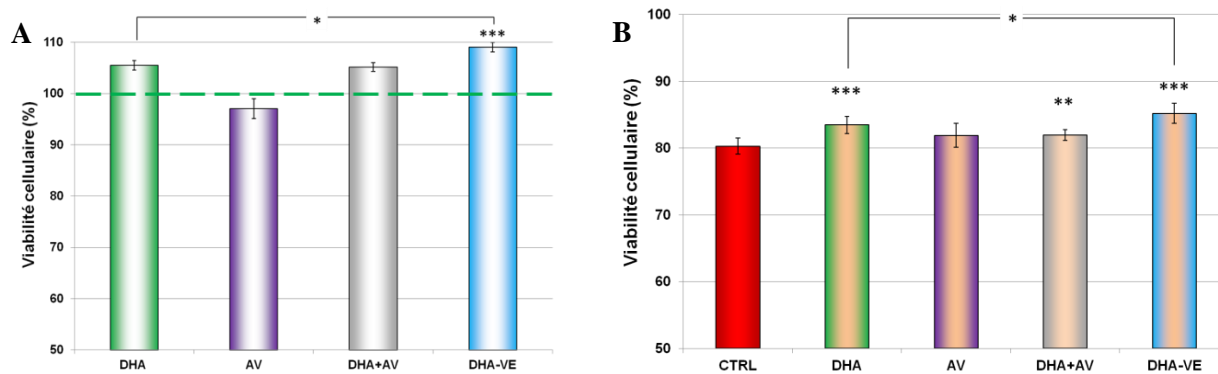 A
*
***
Viabilité cellulaire (%)
110
100
90
80
70
60
50
DHA
AV
DHA+AV
DHA-VE
B
*
***
**
***
Viabilité cellulaire (%)
100
90
80
70
60
50
CTRL
DHA
AV
DHA+AV
DHA-VE